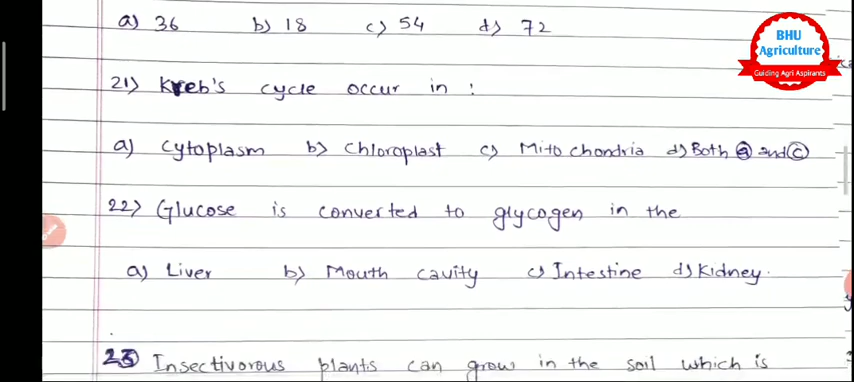 a) 36 b) 18 c) 54 d) 72
BHU
Agriculture
Guiding Agri Aspirants
21) Kreb's cycle occur in :
a) Cytoplasm b) Chloroplast c) Mitochondria d) Both a and c
22) Glucose is converted to glycogen in the
a) Liver b) Mouth cavity c) Intestine d) Kidney.
23 Insectivorous plants can grow in the soil which is